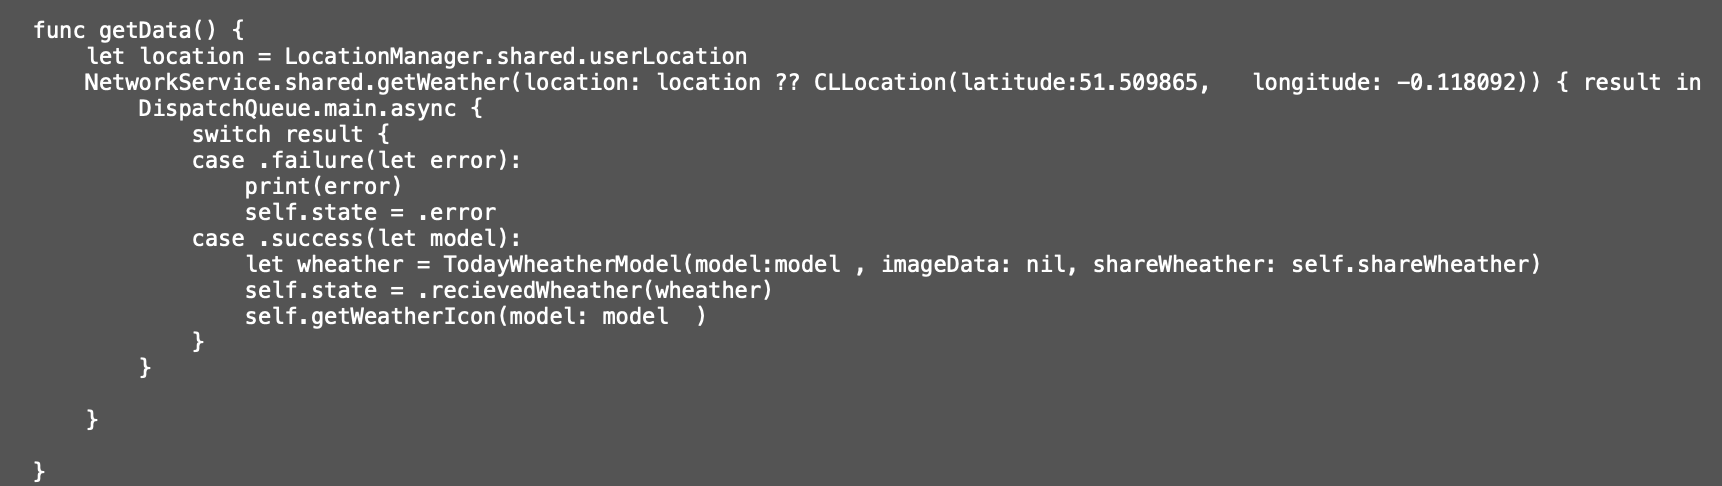 func getData() {
    let location = LocationManager.shared.userLocation
    NetworkService.shared.getWeather(location: location ?? CLLocation(latitude:51.509865,   longitude: -0.118092)) { result in
        DispatchQueue.main.async {
            switch result {
            case .failure(let error):
                print(error)
                self.state = .error
            case .success(let model):
                let wheather = TodayWheatherModel(model:model , imageData: nil, shareWheather: self.shareWheather)
                self.state = .recievedWheather(wheather)
                self.getWeatherIcon(model: model  )
            }
        }

    }

}